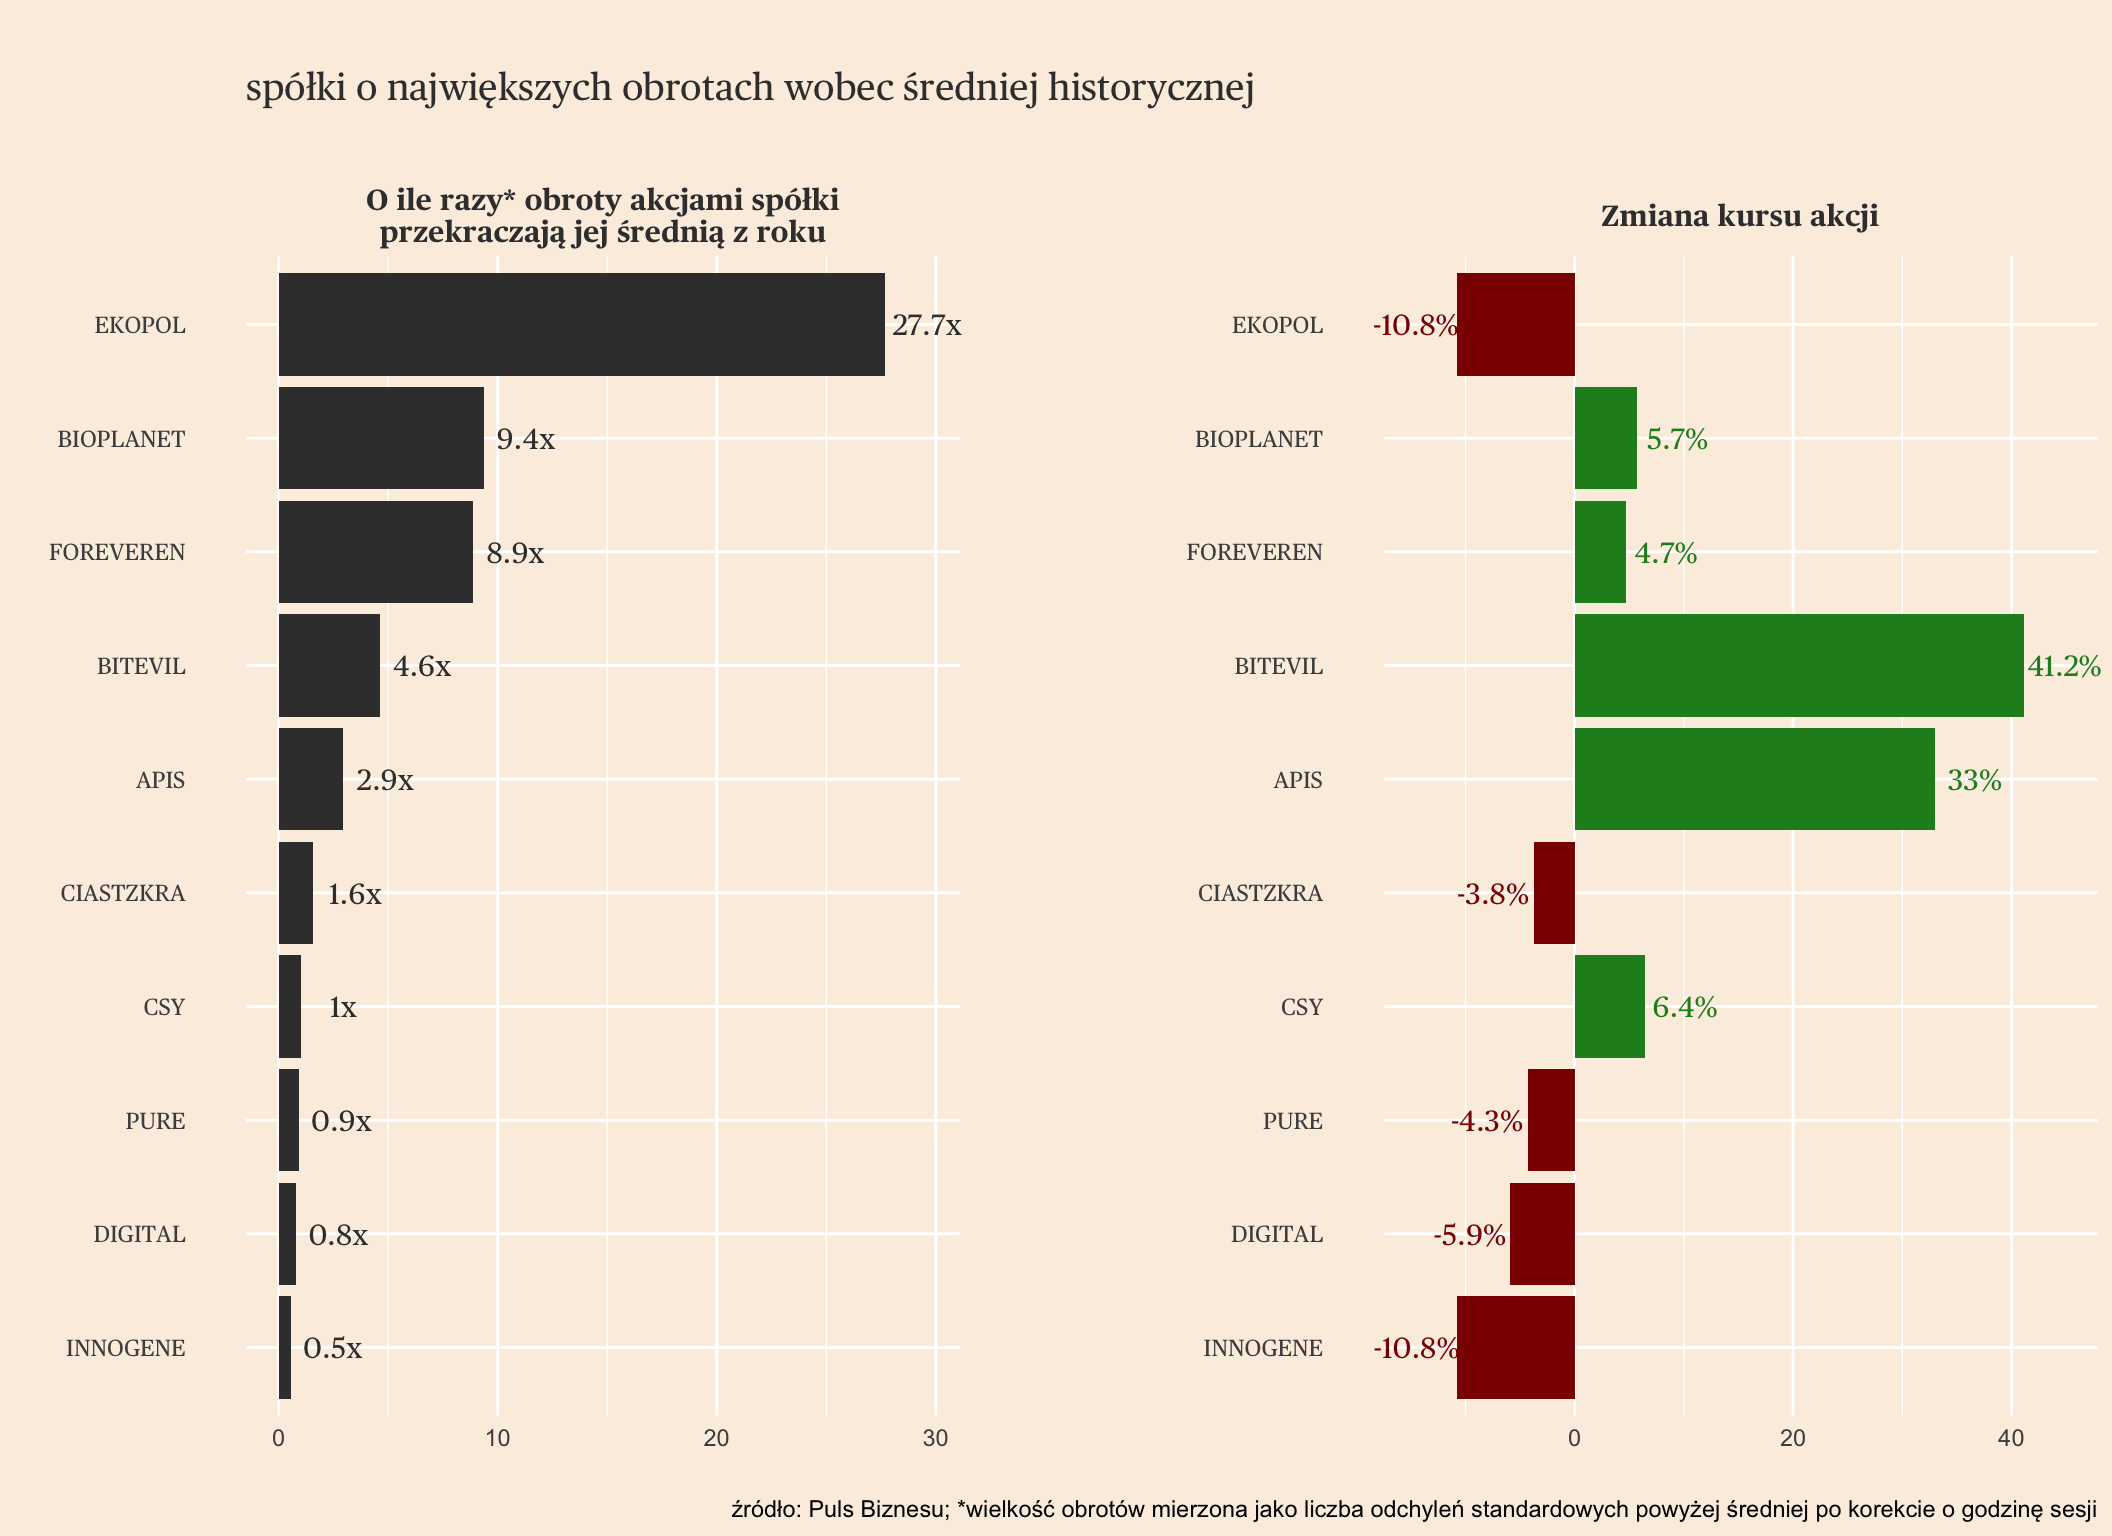 spółki o największych obrotach wobec średniej historycznej
O ile razy* obroty akcjami spółki
przekraczają jej średnią z roku
EKOPOL 27.7x
BIOPLANET 9.4x
FOREVEREN 8.9x
BITEVIL 4.6x
APIS 2.9x
CIASTZKRA 1.6x
CSY 1x
PURE 0.9x
DIGITAL 0.8x
INNOGENE 0.5x
0 10 20 30
Zmiana kursu akcji
EKOPOL -10.8%
BIOPLANET 5.7%
FOREVEREN 4.7%
BITEVIL 41.2%
APIS 33%
CIASTZKRA -3.8%
CSY 6.4%
PURE -4.3%
DIGITAL -5.9%
INNOGENE -10.8%
0 20 40
źródło: Puls Biznesu; *wielkość obrotów mierzona jako liczba odchyleń standardowych powyżej średniej po korekcie o godzinę sesji